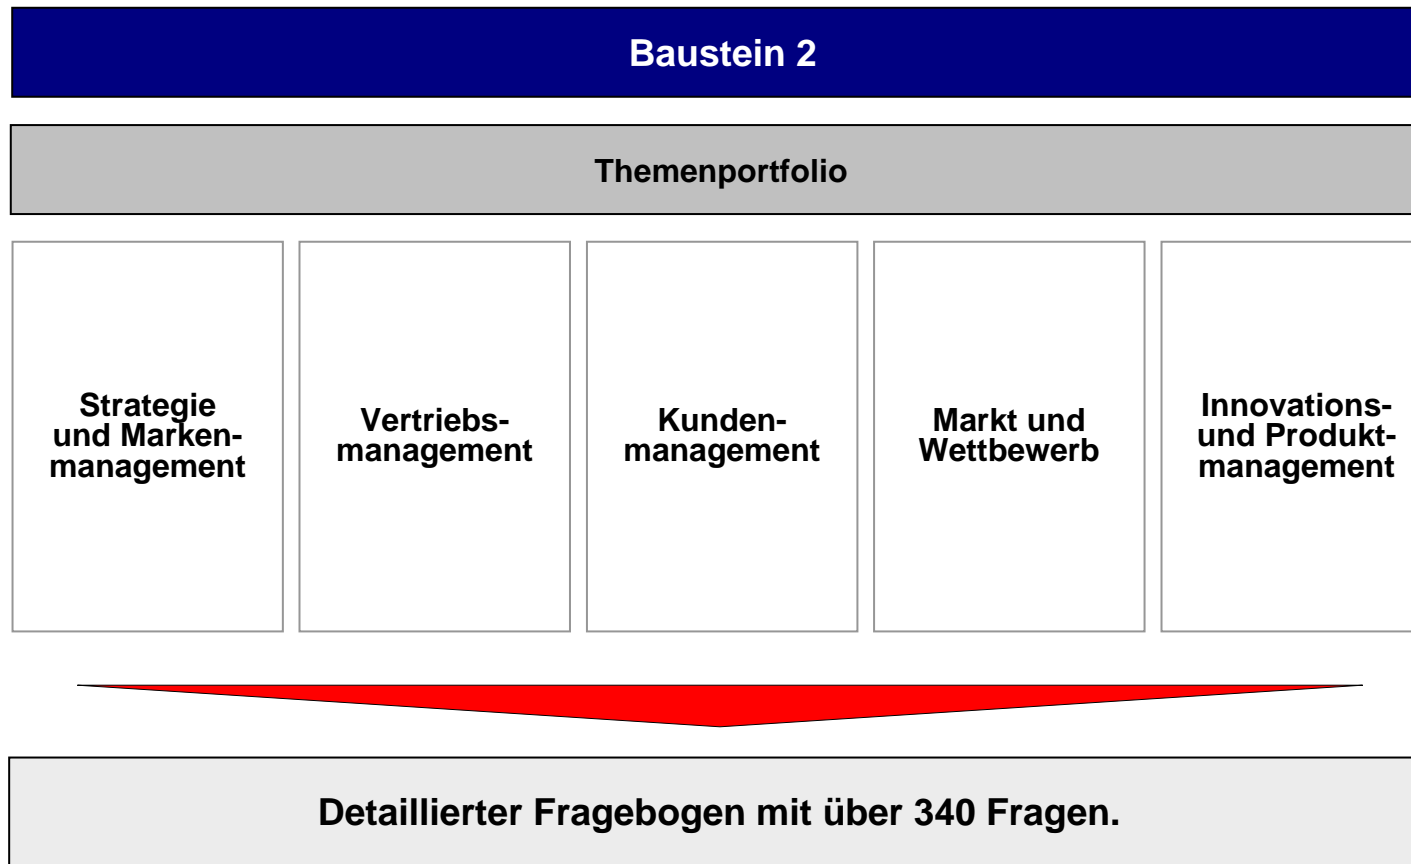 Baustein 2
Themenportfolio
Strategie
und Marken-
management
Vertriebs-
management
Kunden-
management
Markt und
Wettbewerb
Innovations-
und Produkt-
management
Detaillierter Fragebogen mit über 340 Fragen.